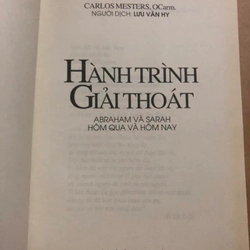 CARLOS MESTERS, OCarm.
NGƯỜI DỊCH: LƯU VĂN HY
HÀNH TRÌNH
GIẢI THOÁT
ABRAHAM VÀ SARAH
HÔM QUA VÀ HÔM NAY